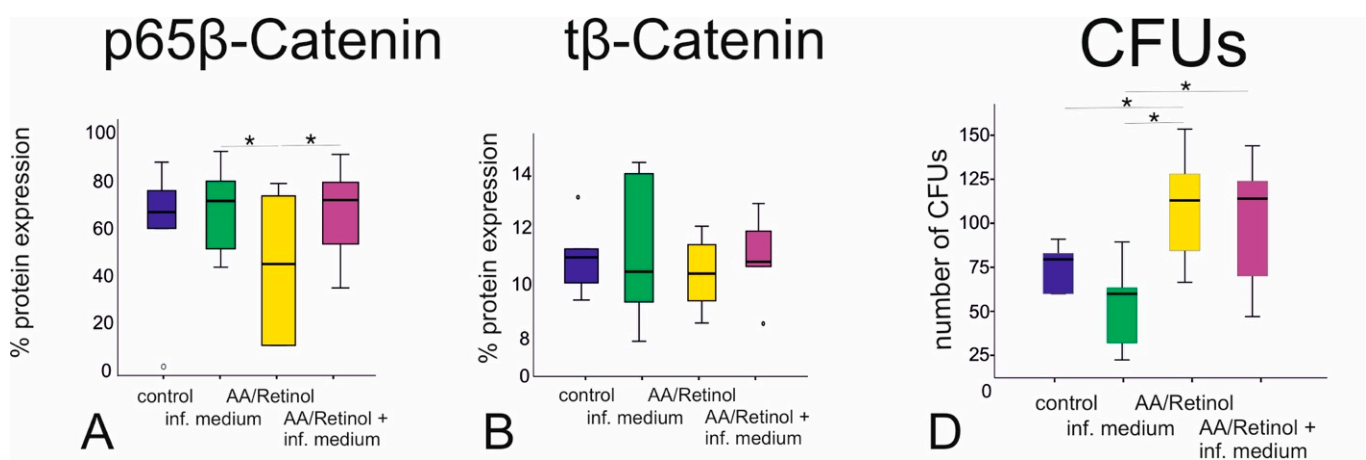 p65β-Catenin
tβ-Catenin
CFUs
% protein expression
100
80
60
40
20
0
* *
control
AA/Retinol
inf. medium
AA/Retinol +
inf. medium
A
% protein expression
14
12
10
8
0
control
AA/Retinol
inf. medium
AA/Retinol +
inf. medium
B
number of CFUs
150
125
100
75
50
25
0
*
*
*
control
AA/Retinol
inf. medium
AA/Retinol +
inf. medium
D